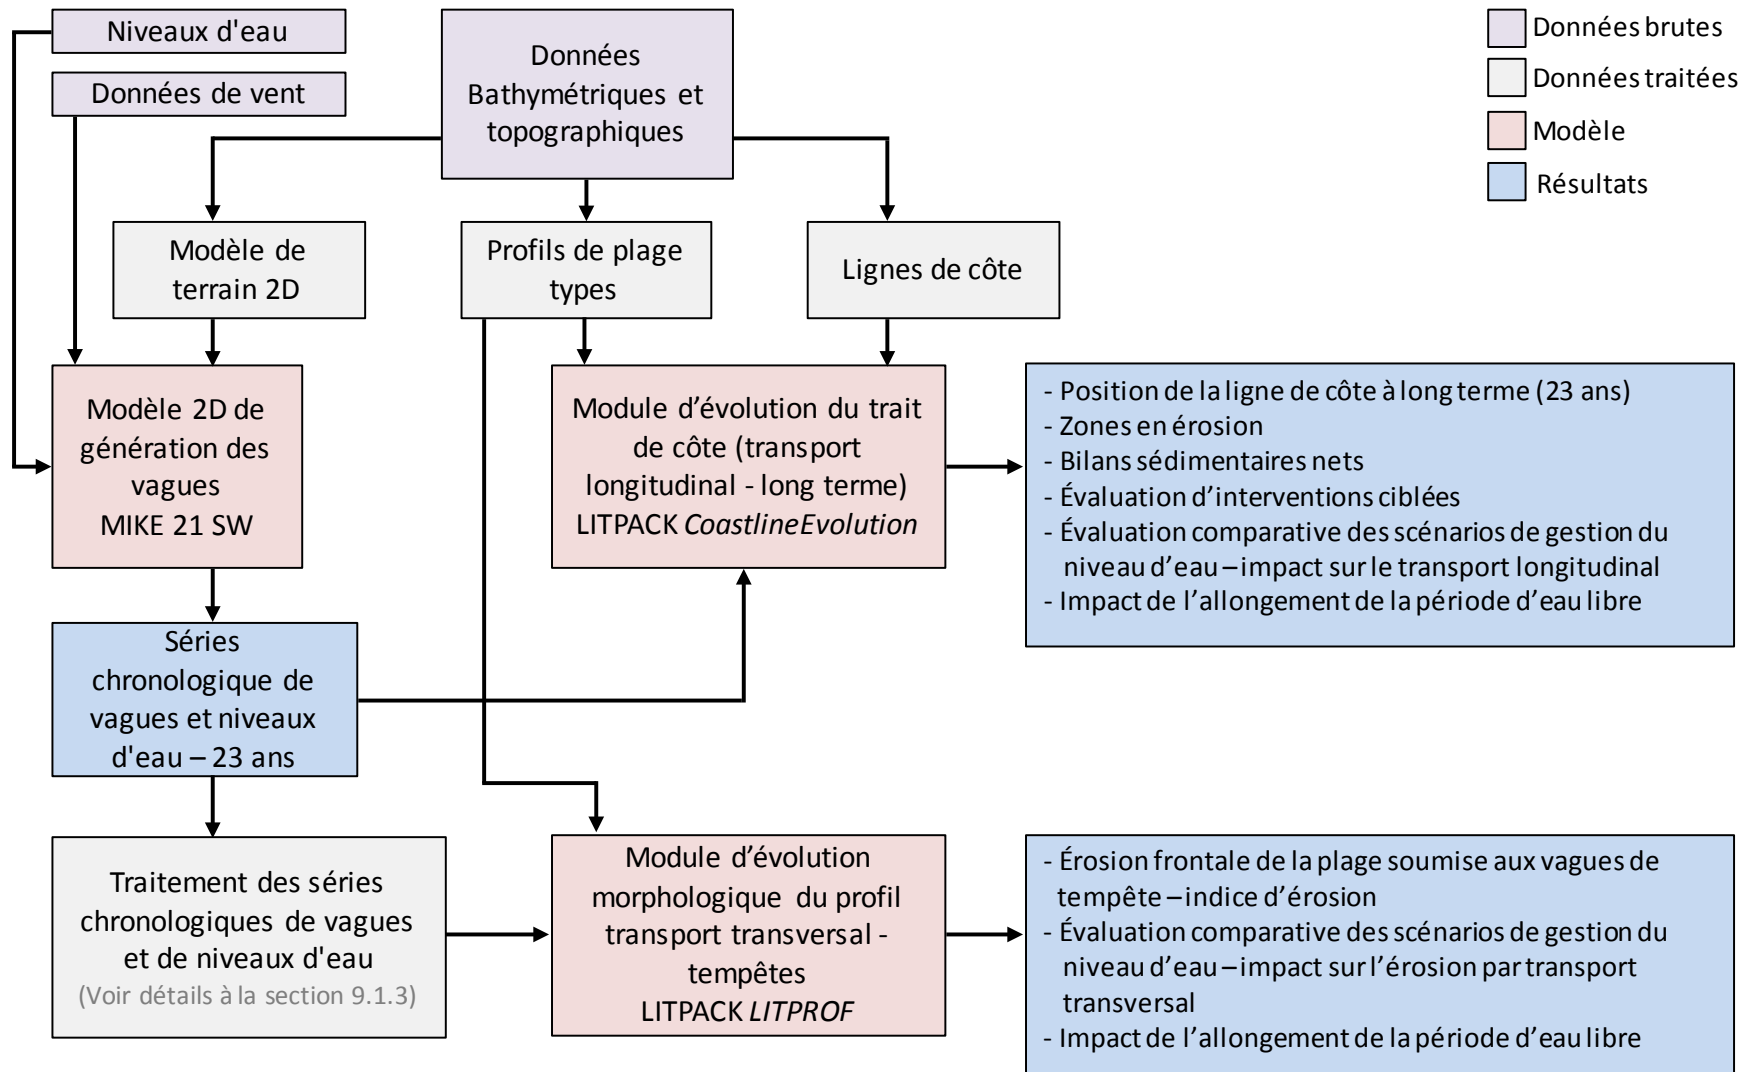 Niveaux d'eau
Données de vent
Données
Bathymétriques et
topographiques
Données brutes
Données traitées
Modèle
Résultats
Modèle de
terrain 2D
Profils de plage
types
Lignes de côte
Modèle 2D de
génération des
vagues
MIKE 21 SW
Module d’évolution du trait
de côte (transport
longitudinal - long terme)
LITPACK CoastlineEvolution
- Position de la ligne de côte à long terme (23 ans)
- Zones en érosion
- Bilans sédimentaires nets
- Évaluation d’interventions ciblées
- Évaluation comparative des scénarios de gestion du
niveau d’eau – impact sur le transport longitudinal
- Impact de l’allongement de la période d’eau libre
Séries
chronologique de
vagues et niveaux
d'eau – 23 ans
Traitement des séries
chronologiques de vagues
et de niveaux d'eau
(Voir détails à la section 9.1.3)
Module d’évolution
morphologique du profil
transport transversal -
tempêtes
LITPACK LITPROF
- Érosion frontale de la plage soumise aux vagues de
tempête – indice d’érosion
- Évaluation comparative des scénarios de gestion du
niveau d’eau – impact sur l’érosion par transport
transversal
- Impact de l’allongement de la période d’eau libre